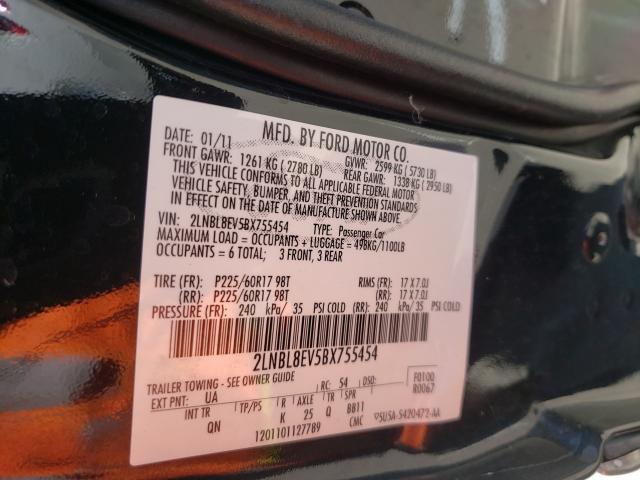 MFD. BY FORD MOTOR CO.
DATE: 01/11 GVWR: 2599 KG (5730 LB)
FRONT GAWR: 1261 KG (2780 LB) REAR GAWR: 1338 KG (2950 LB)
THIS VEHICLE CONFORMS TO ALL APPLICABLE FEDERAL MOTOR
VEHICLE SAFETY, BUMPER, AND THEFT PREVENTION STANDARDS
IN EFFECT ON THE DATE OF MANUFACTURE SHOWN ABOVE.
VIN: 2LNBL8EV5BX755454 TYPE: Passenger Car
MAXIMUM LOAD = OCCUPANTS + LUGGAGE = 498KG/1100LB
OCCUPANTS = 6 TOTAL; 3 FRONT, 3 REAR
TIRE (FR): P225/60R17 98T RIMS (FR): 17 X 7.0J
(RR): P225/60R17 98T (RR): 17 X 7.0J
PRESSURE (FR): 240 kPa/ 35 PSI COLD (RR): 240 kPa/ 35 PSI COLD
2LNBL8EV5BX755454
TRAILER TOWING - SEE OWNER GUIDE RC: 54 DSO: F0100
EXT PNT: UA R0067
INT TR TP/PS R AXLE TR SPR
QN K 25 Q BB11
1201101127789 CMC 5U5A-5420472-AA